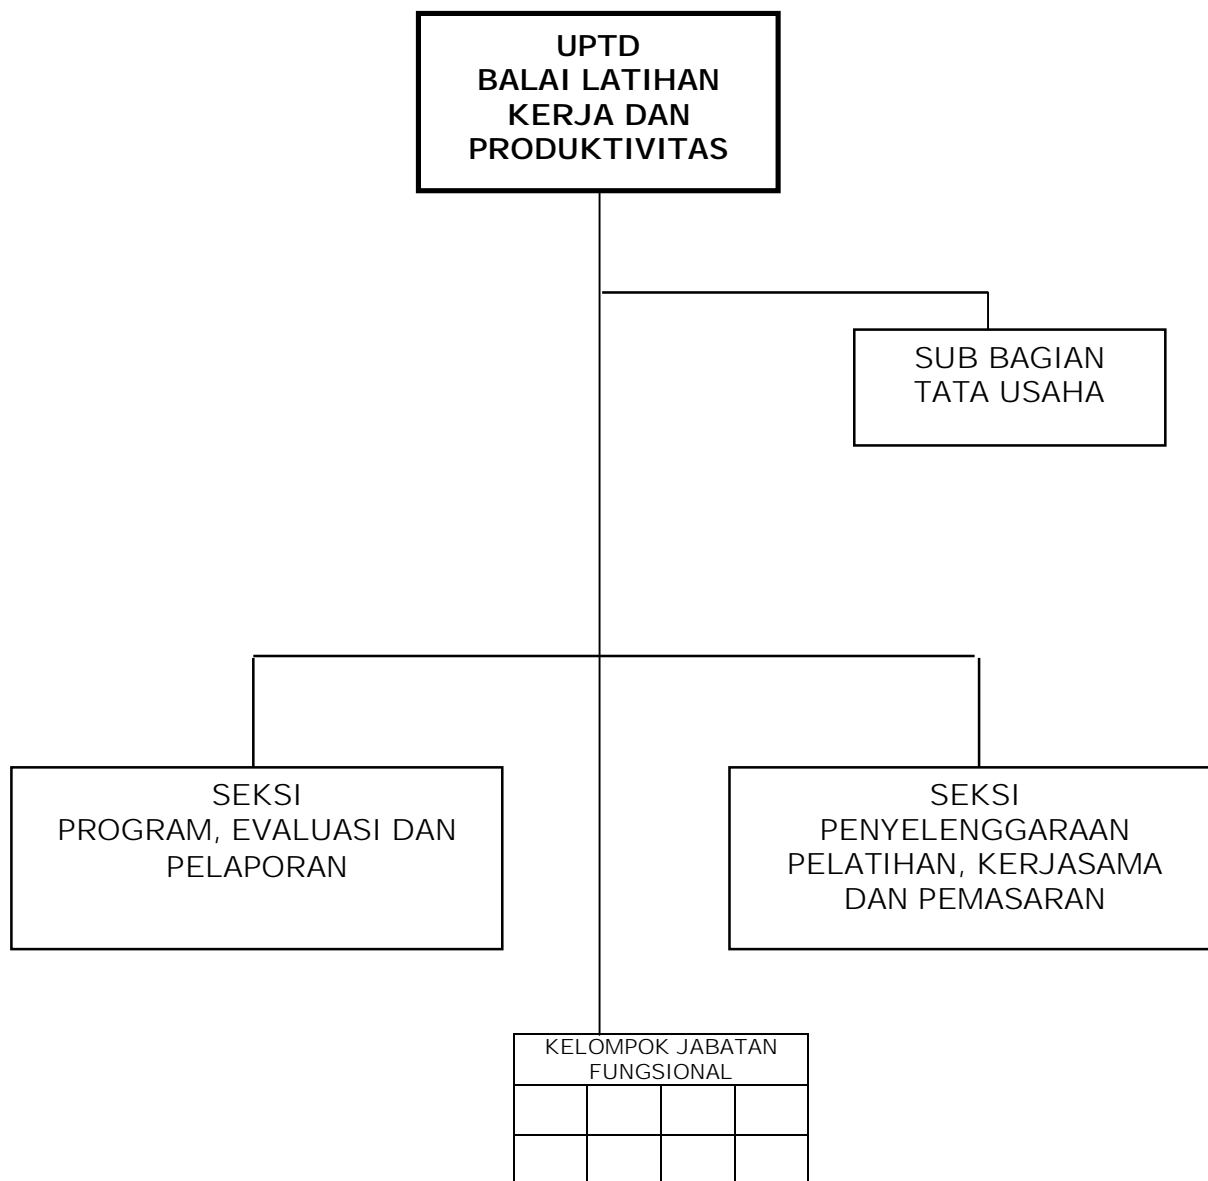 UPTD
BALAI LATIHAN
KERJA DAN
PRODUKTIVITAS
SUB BAGIAN
TATA USAHA
SEKSI
PROGRAM, EVALUASI DAN
PELAPORAN
SEKSI
PENYELENGGARAAN
PELATIHAN, KERJASAMA
DAN PEMASARAN
KELOMPOK JABATAN
FUNGSIONAL